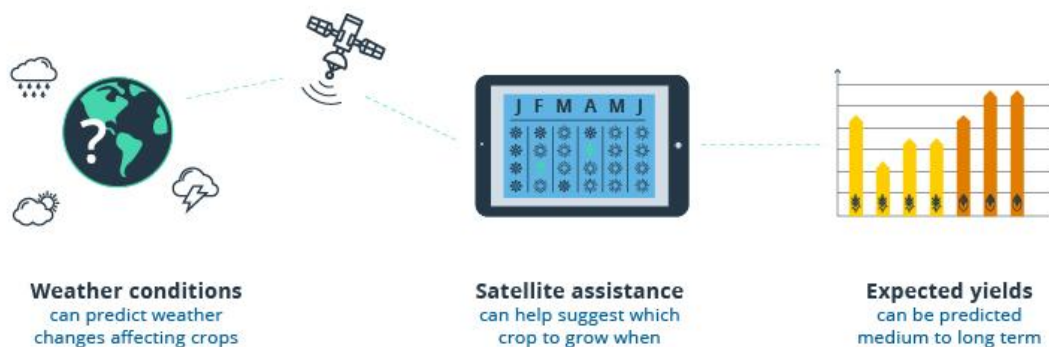 ?
J F M A M J
Weather conditions
can predict weather
changes affecting crops
Satellite assistance
can help suggest which
crop to grow when
Expected yields
can be predicted
medium to long term